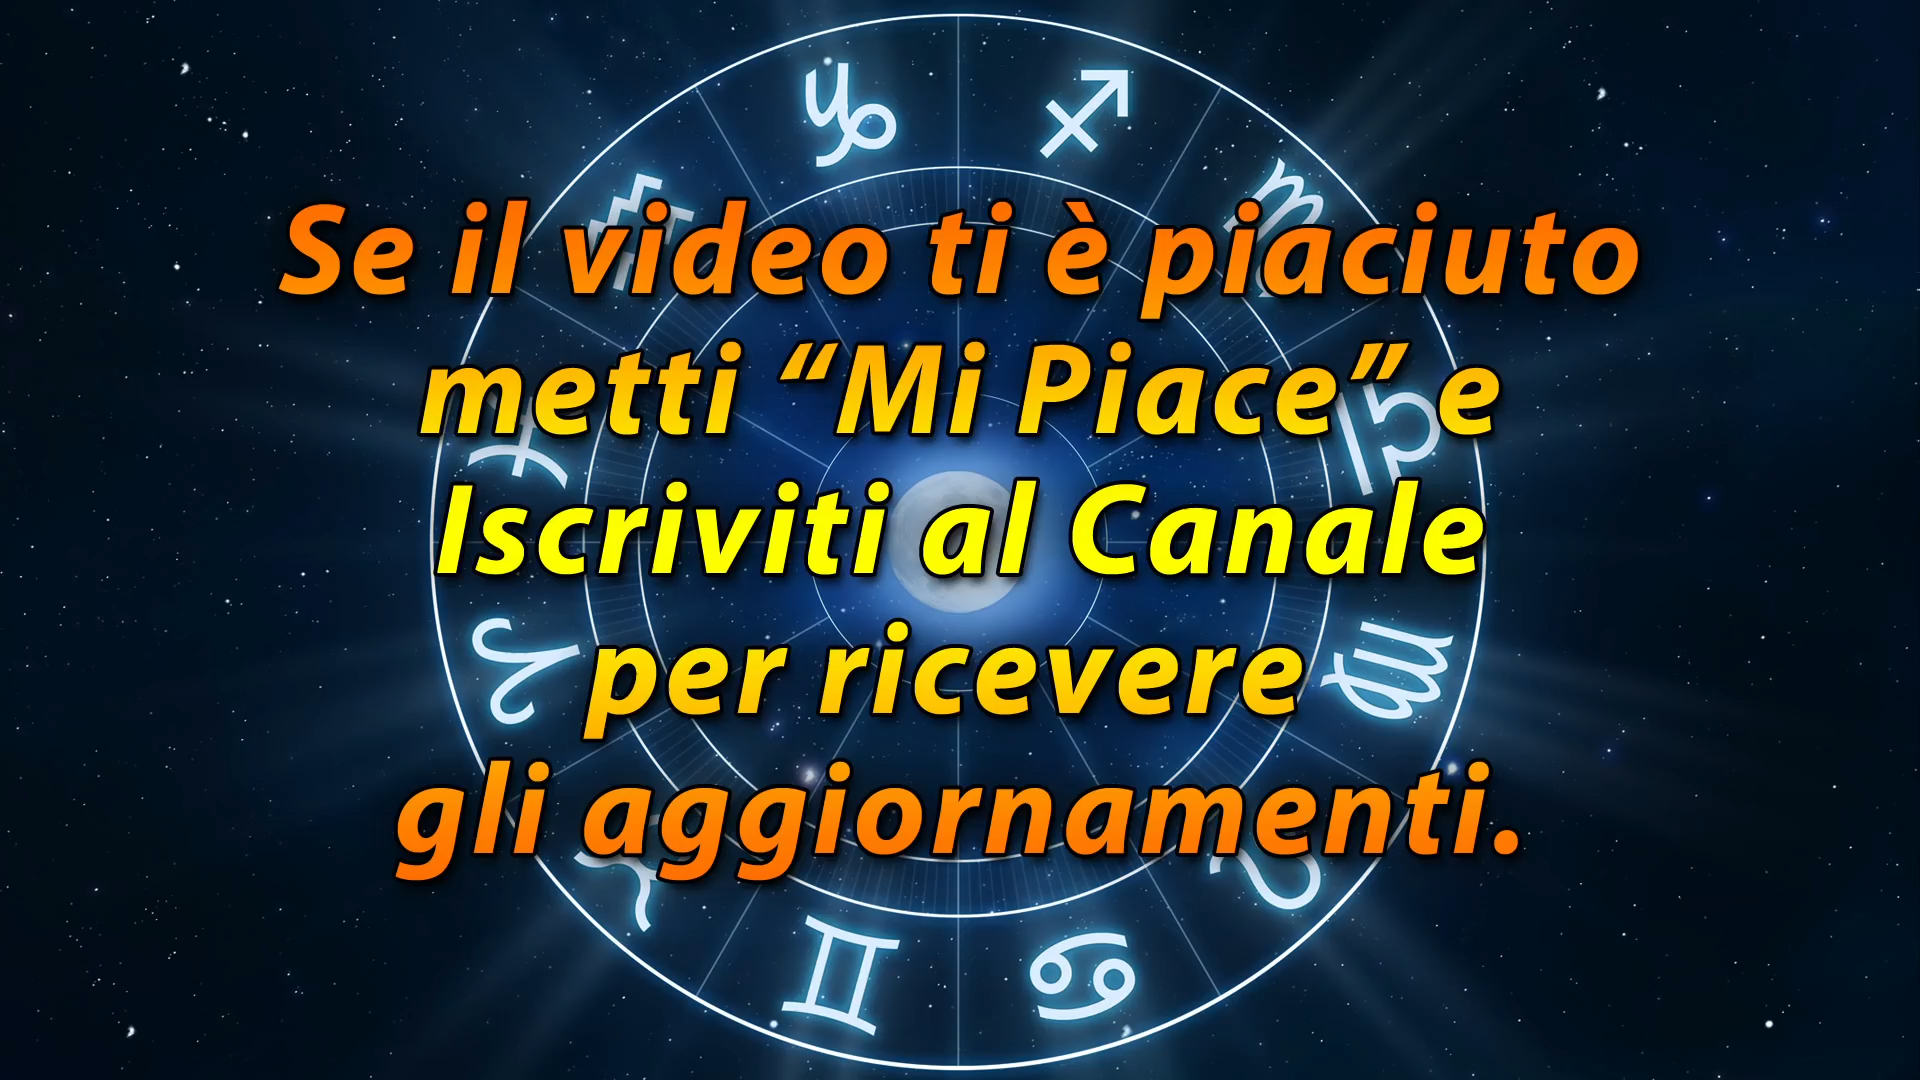 Se il video ti è piaciuto
metti “Mi Piace” e
Iscriviti al Canale
per ricevere
gli aggiornamenti.